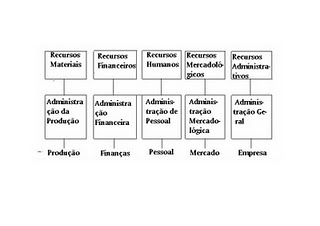 Recursos
Materiais
Recursos
Financeiros
Recursos
Humanos
Recursos
Mercadoló-
gicos
Recursos
Administra-
tivos
Administra
ção da
Produção
Administra
ção
Financeira
Adminis-
tração de
Pessoal
Adminis-
tração
Mercado-
lógica
Adminis-
tração Ge-
ral
Produção
Finanças
Pessoal
Mercado
Empresa